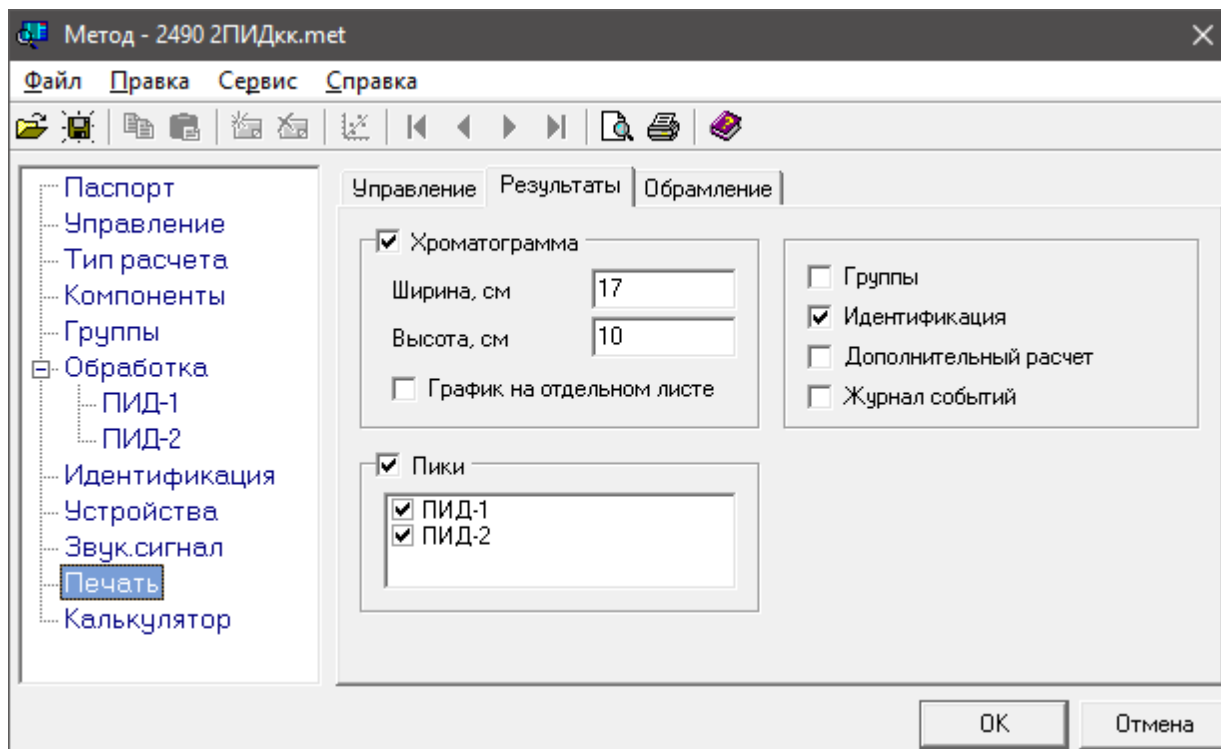 Метод - 2490 2ПИДкк.met
Файл Правка Сервис Справка
Паспорт
Управление
Тип расчета
Компоненты
Группы
Обработка
ПИД-1
ПИД-2
Идентификация
Устройства
Звук.сигнал
Печать
Калькулятор
Управление Результаты Обрамление
Хроматограмма
Ширина, см 17
Высота, см 10
График на отдельном листе
Группы
Идентификация
Дополнительный расчет
Журнал событий
Пики
ПИД-1
ПИД-2
OK Отмена